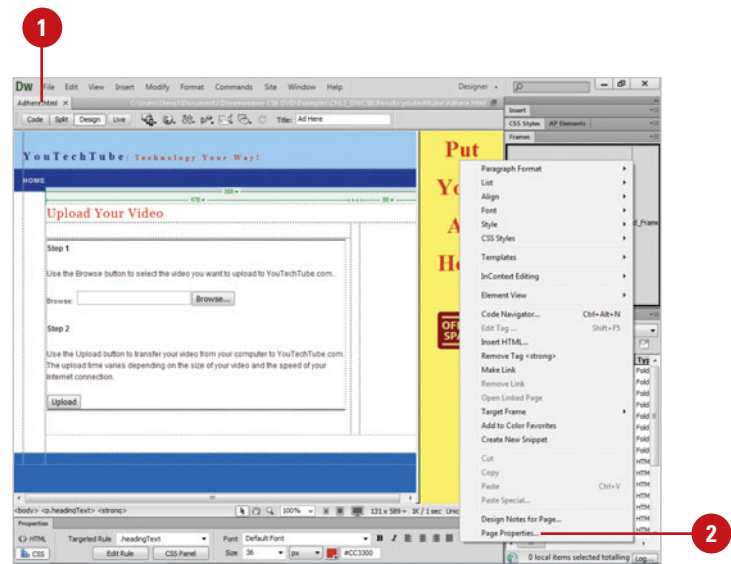 1
DW File Edit View Insert Modify Format Commands Site Window Help Designer
Adhere.html
Code Split Design Live Title: Ad Here
Insert
CSS Styles AP Elements
Frames
YouTechTube: Technology Your Way!
HOME
Upload Your Video
Step 1
Use the Browse button to select the video you want to upload to YouTechTube.com.
Browse: Browse...
Step 2
Use the Upload button to transfer your video from your computer to YouTechTube.com.
The upload time varies depending on the size of your video and the speed of your
Internet connection.
Upload
Put
Paragraph Format
List
Align
Font
Style
CSS Styles
Templates
InContext Editing
Element View
Code Navigator... Ctrl+Alt+N
Edit Tag... Shift+F5
Insert HTML...
Remove Tag <strong>
Make Link
Remove Link
Open Linked Page
Target Frame
Add to Color Favorites
Create New Snippet
Cut
Copy
Paste Ctrl+V
Paste Special...
Design Notes for Page...
Page Properties...
2
<body> <p.headingText> <strong> 100% 131 x 589 1K / 1 sec
Properties
<> HTML Targeted Rule .headingText Font Default Font B I
CSS Edit Rule CSS Panel Size 36 px #CC3300
0 local items selected totalling Log...